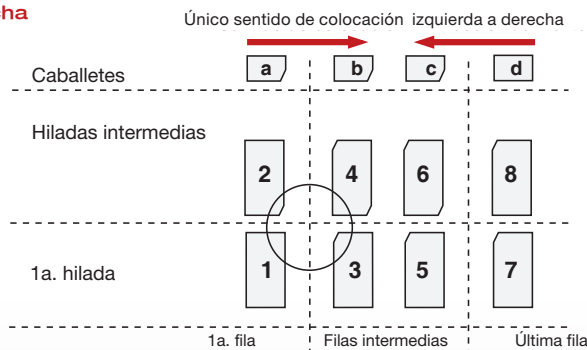 Único sentido de colocación izquierda a derecha
Caballetes
a b c d
Hiladas intermedias
2 4 6 8
1a. hilada
1 3 5 7
1a. fila Filas intermedias Última fila